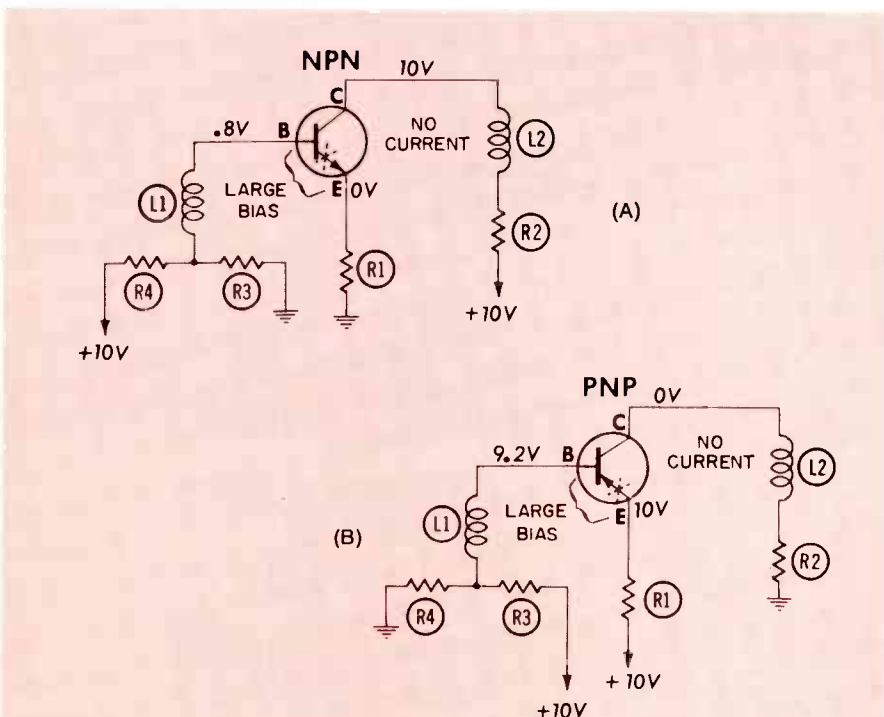 NPN
10V
C
.8V
B
NO
CURRENT
L2
LARGE
BIAS
E
0V
L1
(A)
R2
R1
R4
R3
+10V
+10V
PNP
0V
C
9.2V
B
NO
CURRENT
L2
LARGE
BIAS
E
10V
L1
(B)
R2
R4
R3
R1
+10V
+10V